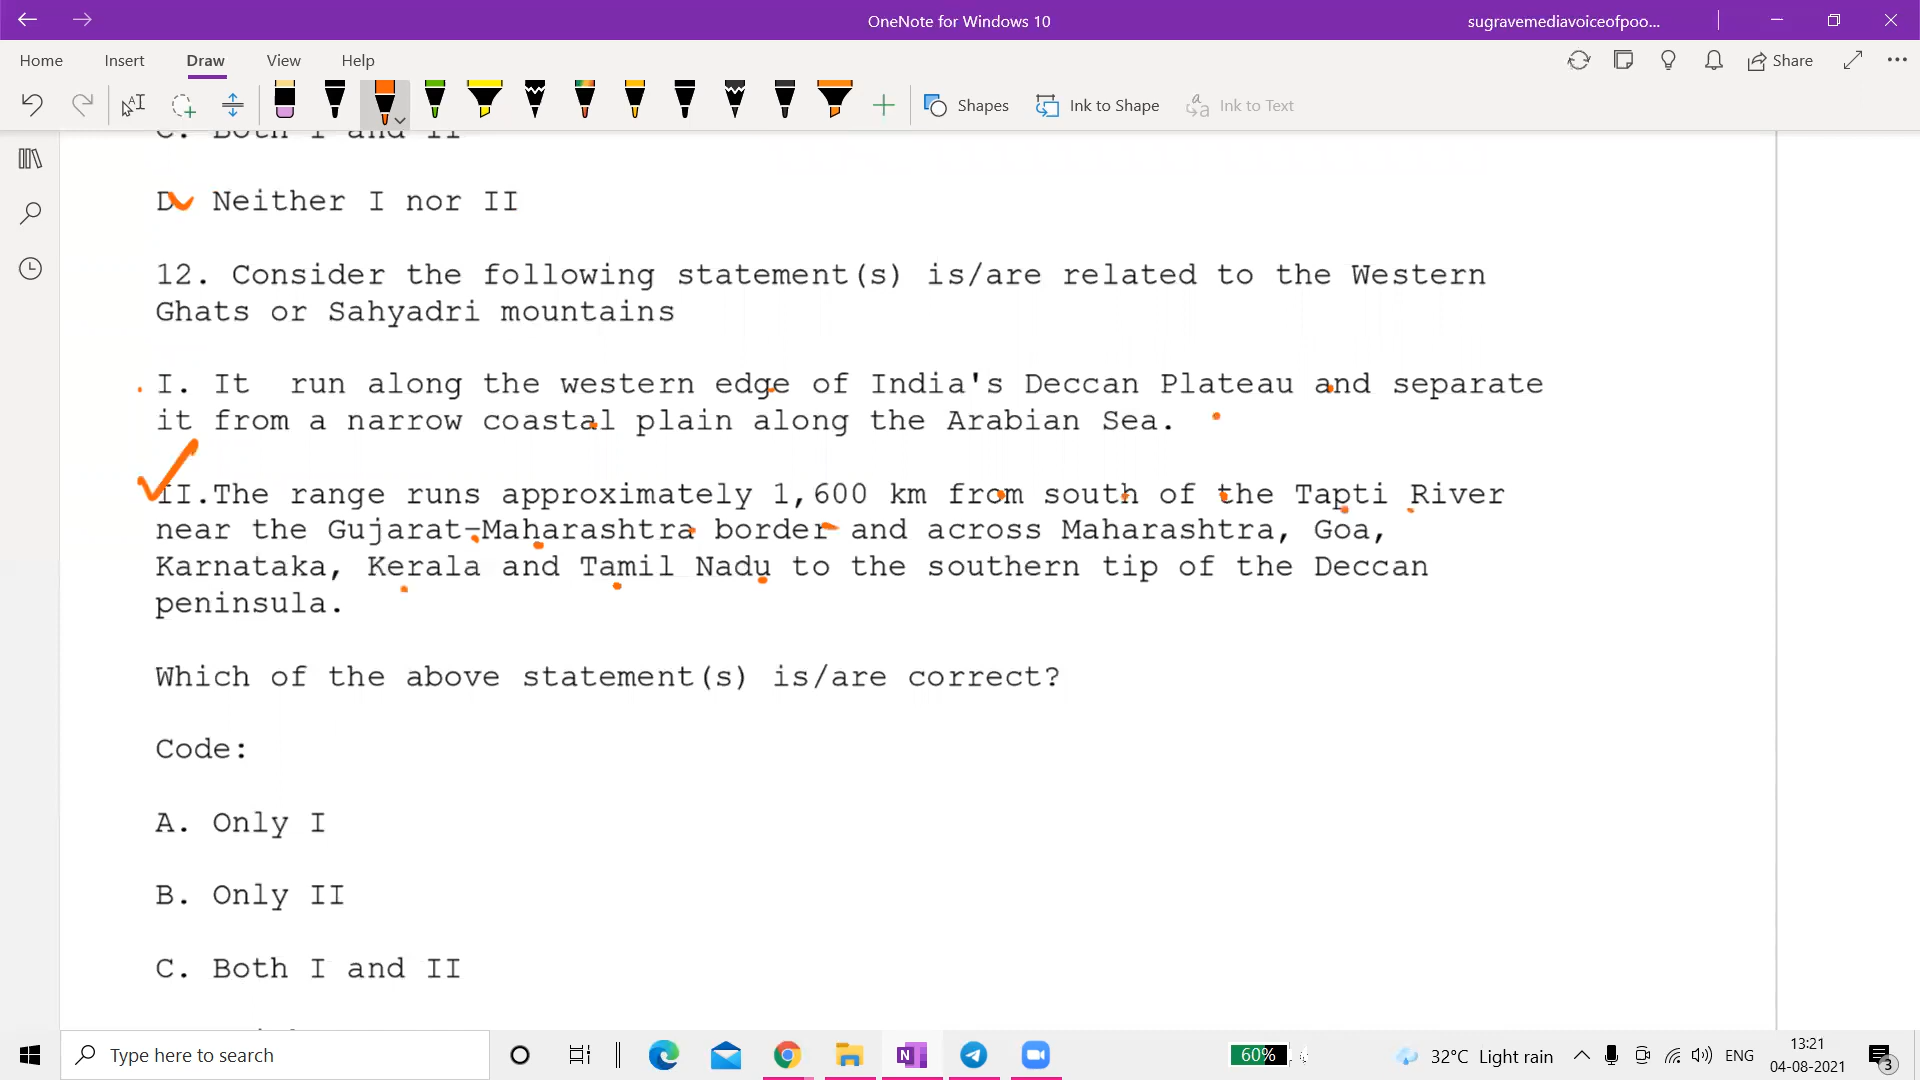 OneNote for Windows 10
sugravemediavoiceofpoo...
Home Insert Draw View Help
Share
Shapes Ink to Shape Ink to Text
C. Both I and II
D. Neither I nor II
12. Consider the following statement(s) is/are related to the Western
Ghats or Sahyadri mountains
I. It run along the western edge of India's Deccan Plateau and separate
it from a narrow coastal plain along the Arabian Sea.
II.The range runs approximately 1,600 km from south of the Tapti River
near the Gujarat-Maharashtra border and across Maharashtra, Goa,
Karnataka, Kerala and Tamil Nadu to the southern tip of the Deccan
peninsula.
Which of the above statement(s) is/are correct?
Code:
A. Only I
B. Only II
C. Both I and II
Type here to search
60%
32°C Light rain
ENG
13:21
04-08-2021
3